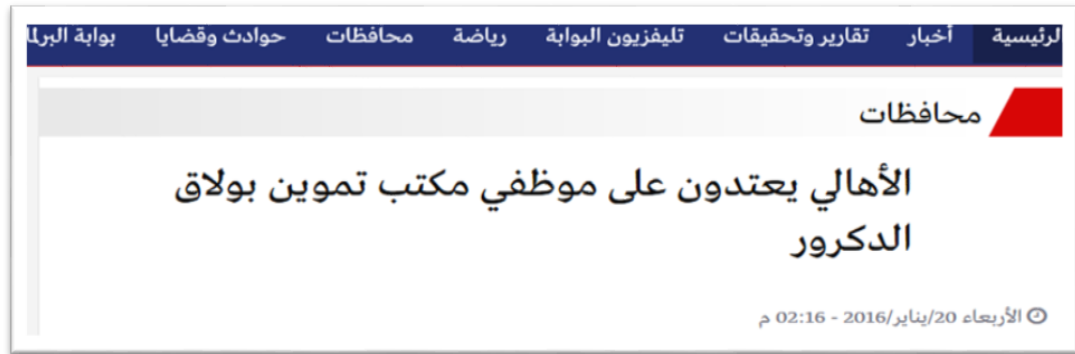 الرئيسية أخبار تقارير وتحقيقات تليفزيون البوابة رياضة محافظات حوادث وقضايا بوابة
محافظات
الأهالي يعتدون على موظفي مكتب تموين بولاق
الدكرور
الأربعاء 20/يناير/2016 - 02:16 م